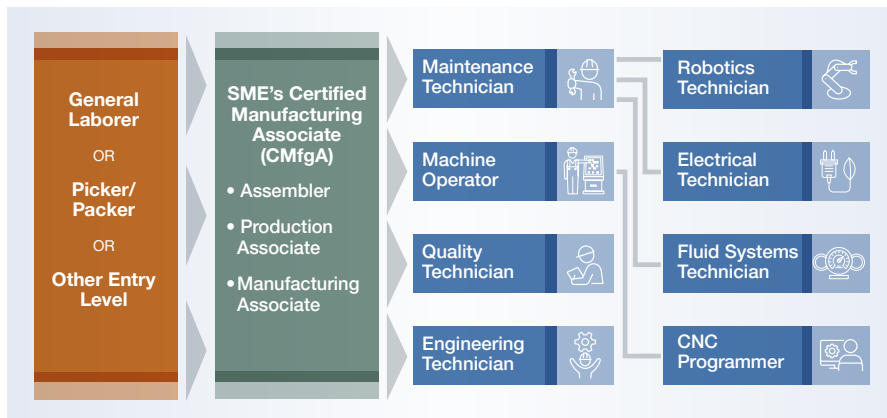 General
Laborer
OR
Picker/
Packer
OR
Other Entry
Level
SME’s Certified
Manufacturing
Associate
(CMfgA)
• Assembler
• Production
Associate
• Manufacturing
Associate
Maintenance
Technician
Machine
Operator
Quality
Technician
Engineering
Technician
Robotics
Technician
Electrical
Technician
Fluid Systems
Technician
CNC
Programmer